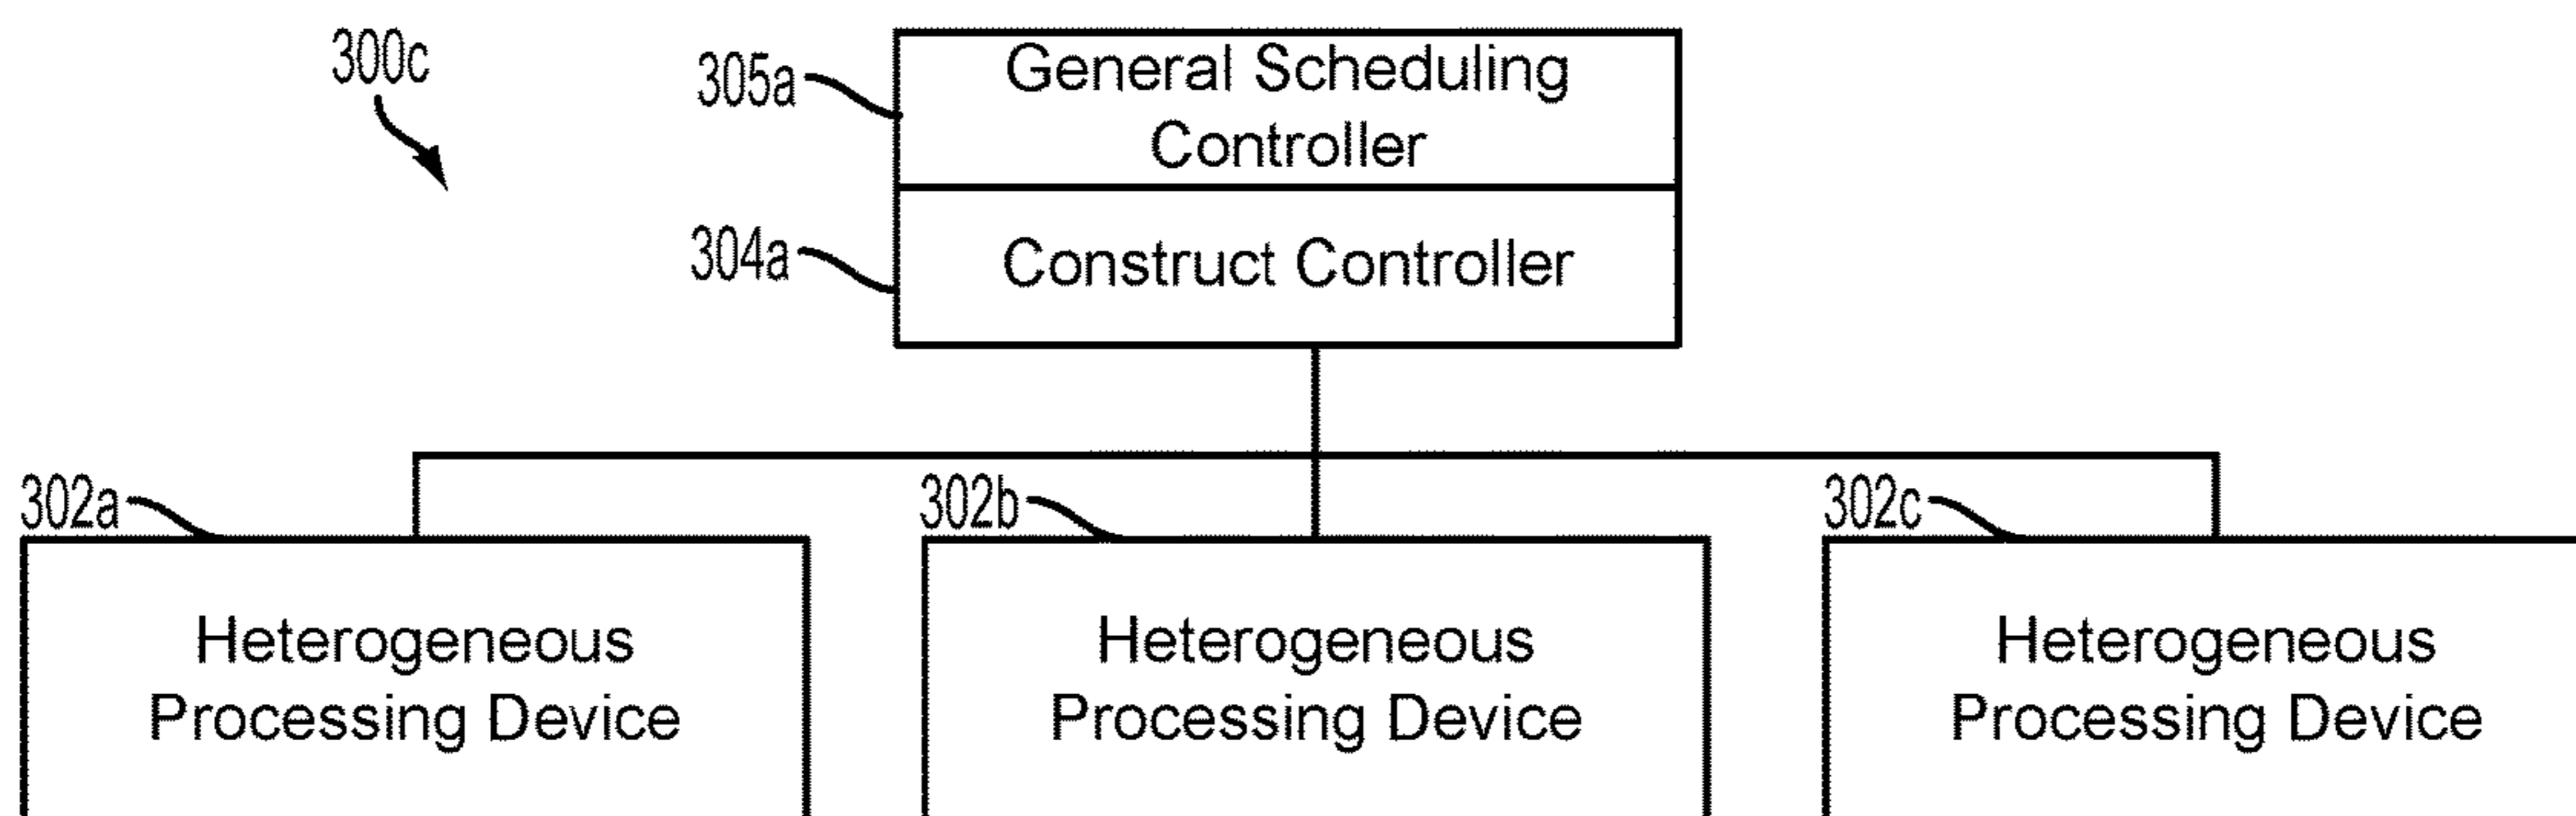 300c
305a
General Scheduling
Controller
304a
Construct Controller
302a
302b
302c
Heterogeneous
Processing Device
Heterogeneous
Processing Device
Heterogeneous
Processing Device